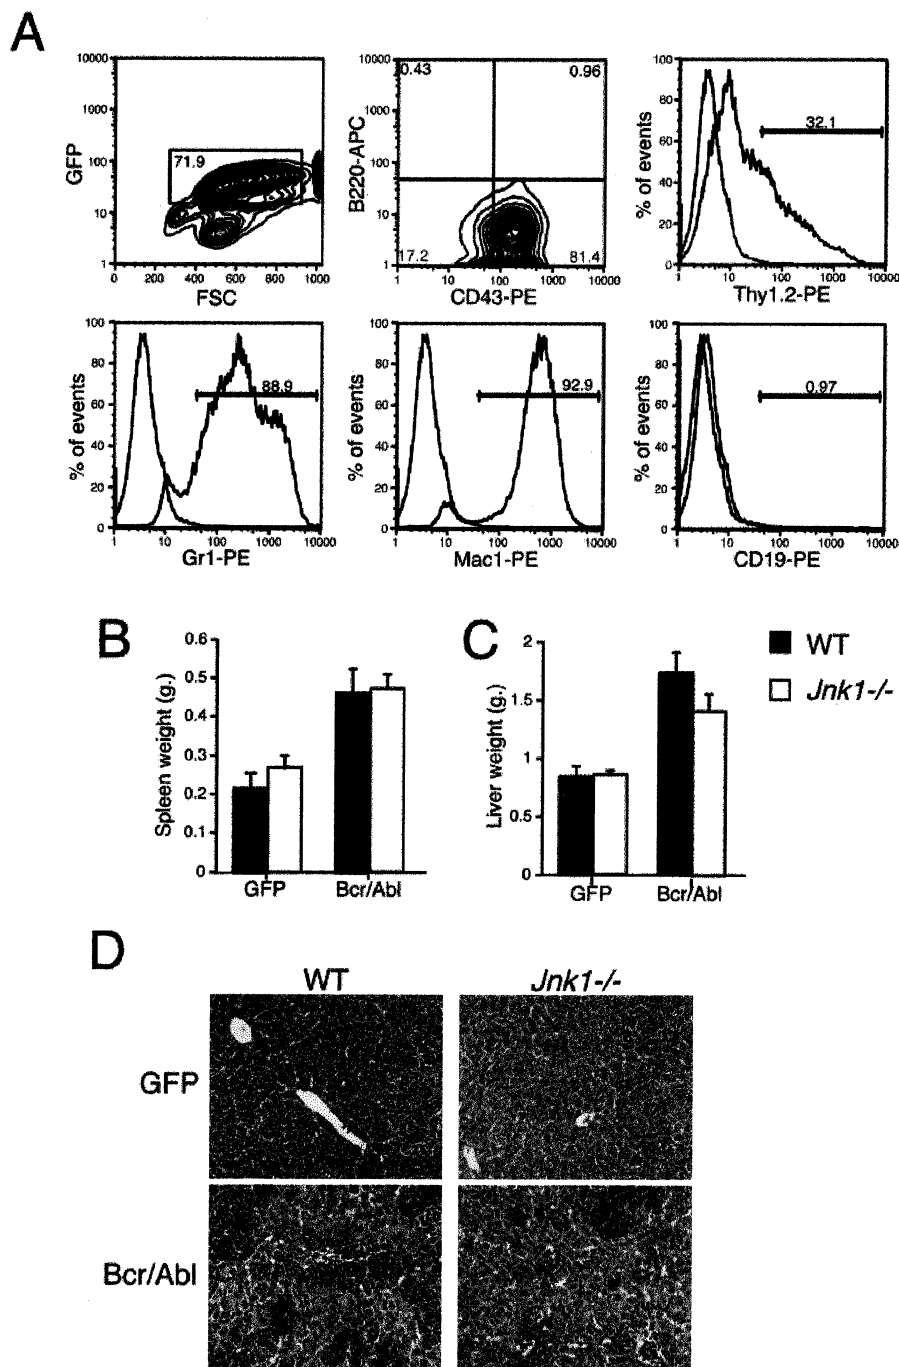 A
10000
1000
100
10
1
GFP
71.9
0 200 400 600 800 1000
FSC
10000
1000
100
10
1
B220-APC
0.43 0.96
17.2 81.4
1 10 100 1000 10000
CD43-PE
100
80
60
40
20
0
% of events
32.1
1 10 100 1000 10000
Thy1.2-PE
100
80
60
40
20
0
% of events
88.9
1 10 100 1000 10000
Gr1-PE
100
80
60
40
20
0
% of events
92.9
1 10 100 1000 10000
Mac1-PE
100
80
60
40
20
0
% of events
0.97
1 10 100 1000 10000
CD19-PE
B
0.6
0.5
0.4
0.3
0.2
0.1
0
Spleen weight (g.)
GFP Bcr/Abl
C
2
1.5
1
0.5
0
Liver weight (g.)
GFP Bcr/Abl
WT
Jnk1-/-
D
WT Jnk1-/-
GFP
Bcr/Abl